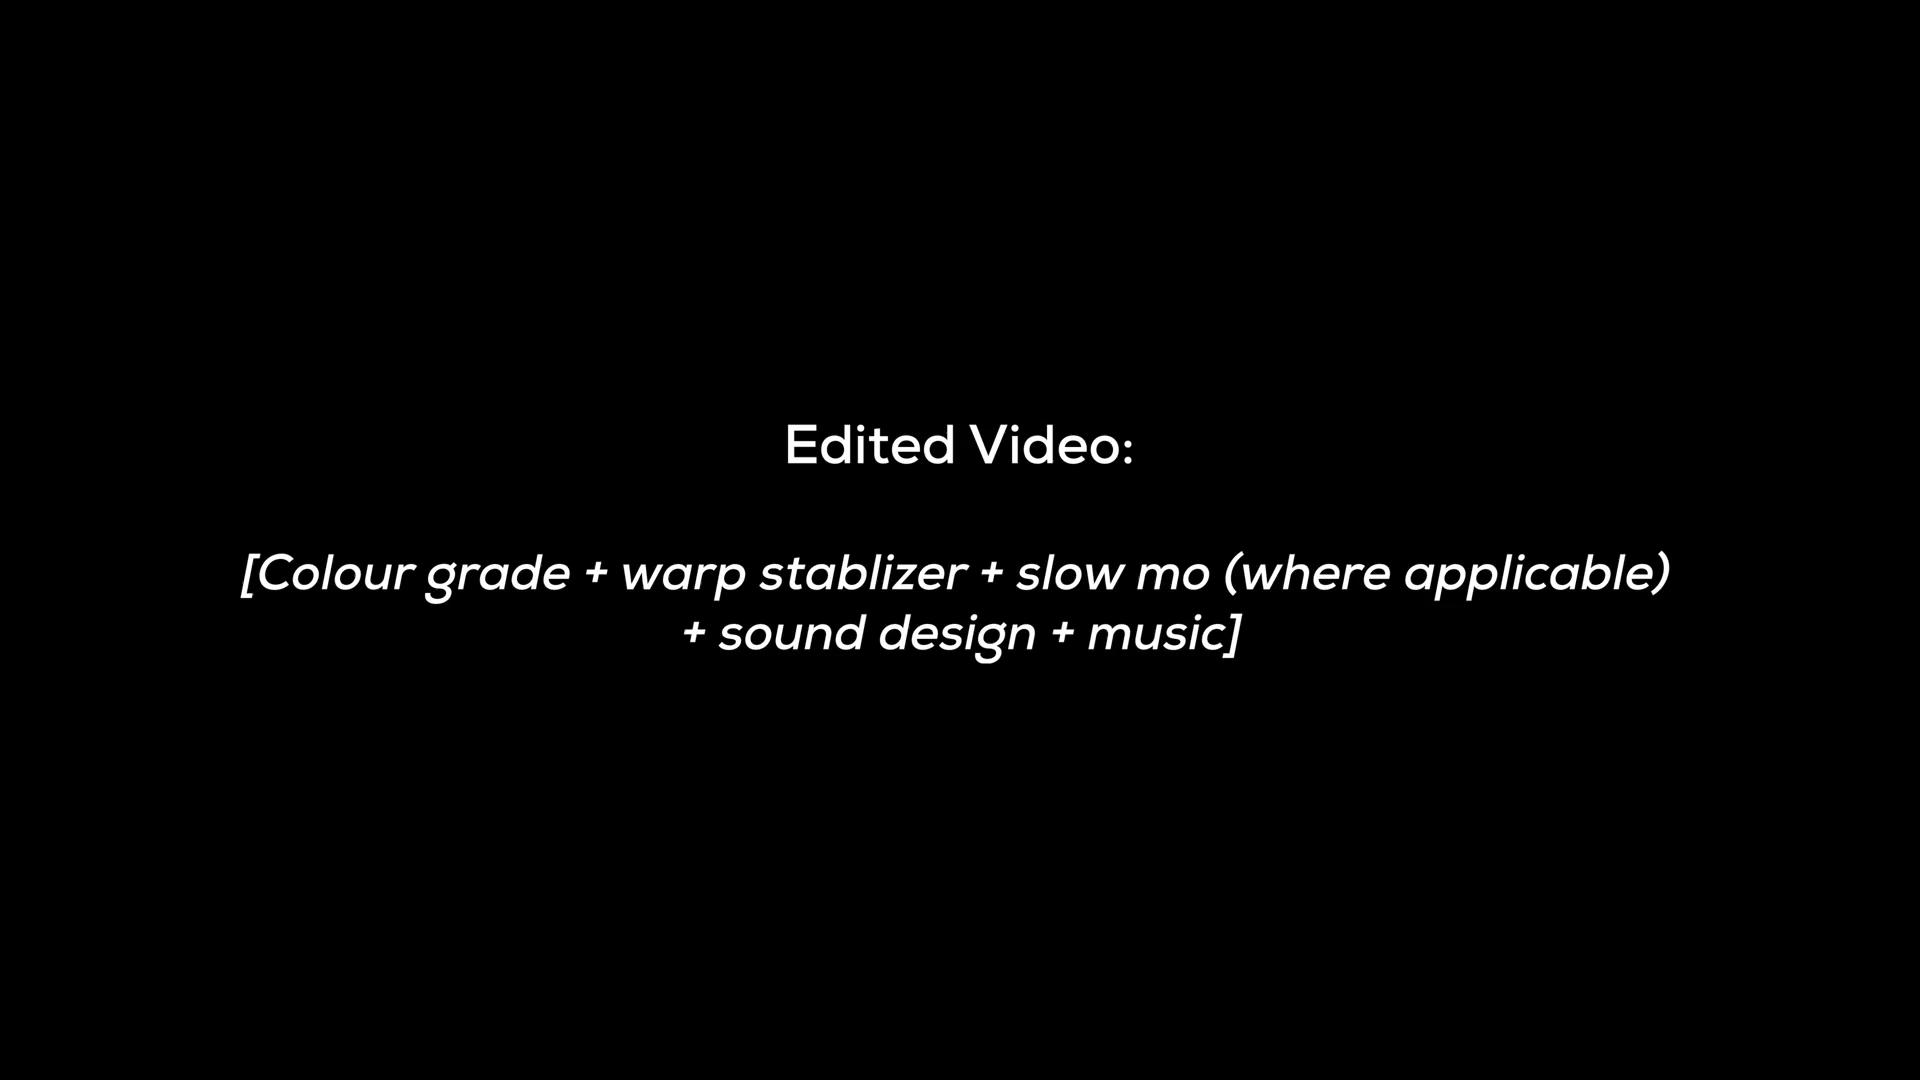 Edited Video:
[Colour grade + warp stablizer + slow mo (where applicable)
+ sound design + music]